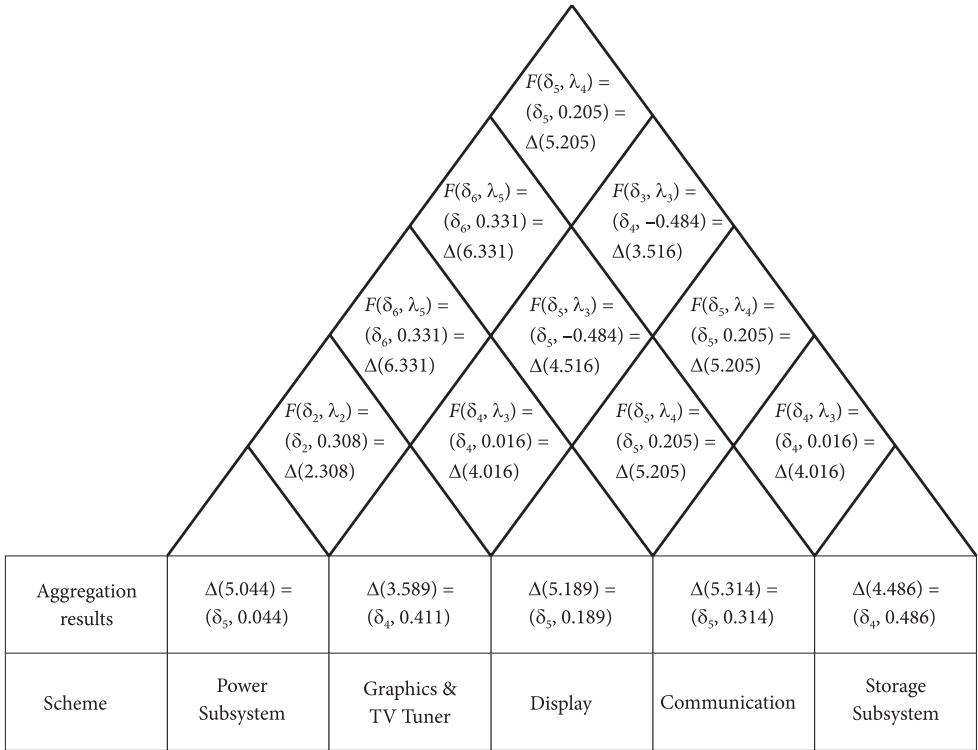 F(δ₅, λ₄) =
(δ₅, 0.205) =
Δ(5.205)
F(δ₆, λ₅) =
(δ₆, 0.331) =
Δ(6.331)
F(δ₃, λ₃) =
(δ₄, –0.484) =
Δ(3.516)
F(δ₆, λ₅) =
(δ₆, 0.331) =
Δ(6.331)
F(δ₅, λ₃) =
(δ₅, –0.484) =
Δ(4.516)
F(δ₅, λ₄) =
(δ₅, 0.205) =
Δ(5.205)
F(δ₂, λ₂) =
(δ₂, 0.308) =
Δ(2.308)
F(δ₄, λ₃) =
(δ₄, 0.016) =
Δ(4.016)
F(δ₅, λ₄) =
(δ₅, 0.205) =
Δ(5.205)
F(δ₄, λ₃) =
(δ₄, 0.016) =
Δ(4.016)
Aggregation
results
Δ(5.044) =
(δ₅, 0.044)
Δ(3.589) =
(δ₄, 0.411)
Δ(5.189) =
(δ₅, 0.189)
Δ(5.314) =
(δ₅, 0.314)
Δ(4.486) =
(δ₄, 0.486)
Scheme
Power
Subsystem
Graphics &
TV Tuner
Display
Communication
Storage
Subsystem